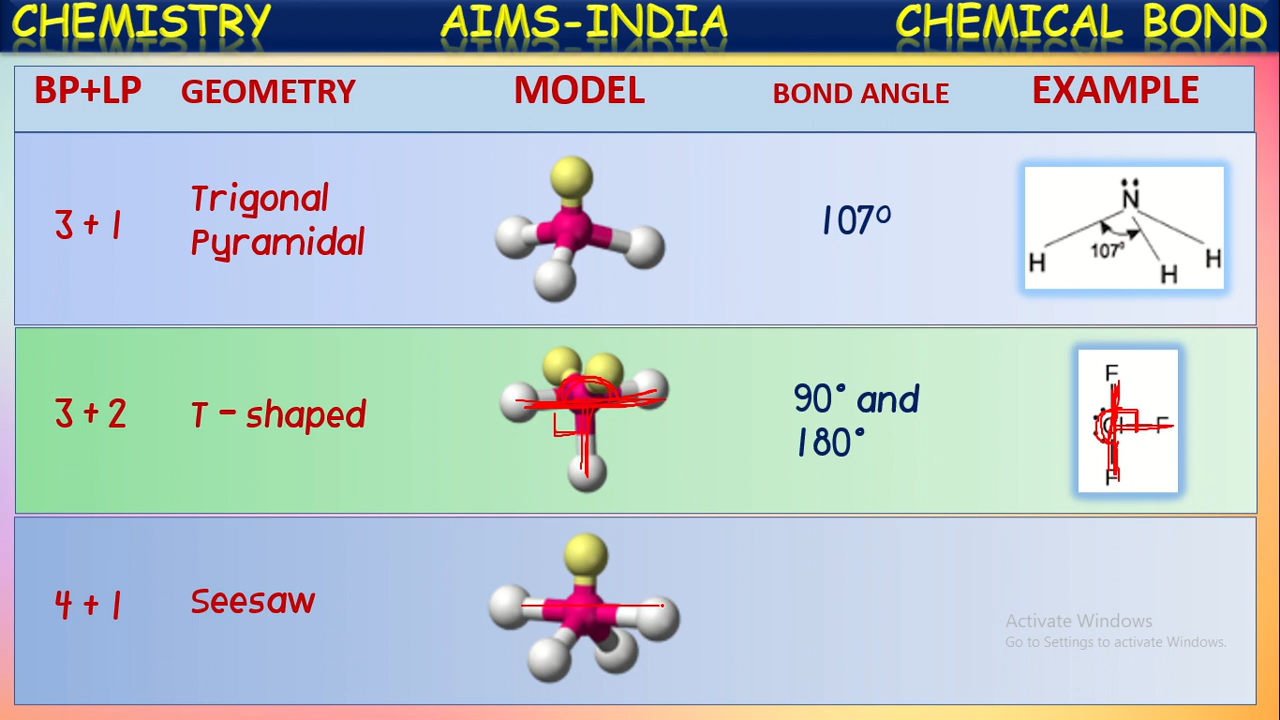 CHEMISTRY AIMS-INDIA CHEMICAL BOND
BP+LP GEOMETRY MODEL BOND ANGLE EXAMPLE
3 + 1
Trigonal
Pyramidal
107°
N
107°
H H H
3 + 2
T - shaped
90° and
180°
F
F
F
4 + 1
Seesaw
Activate Windows
Go to Settings to activate Windows.